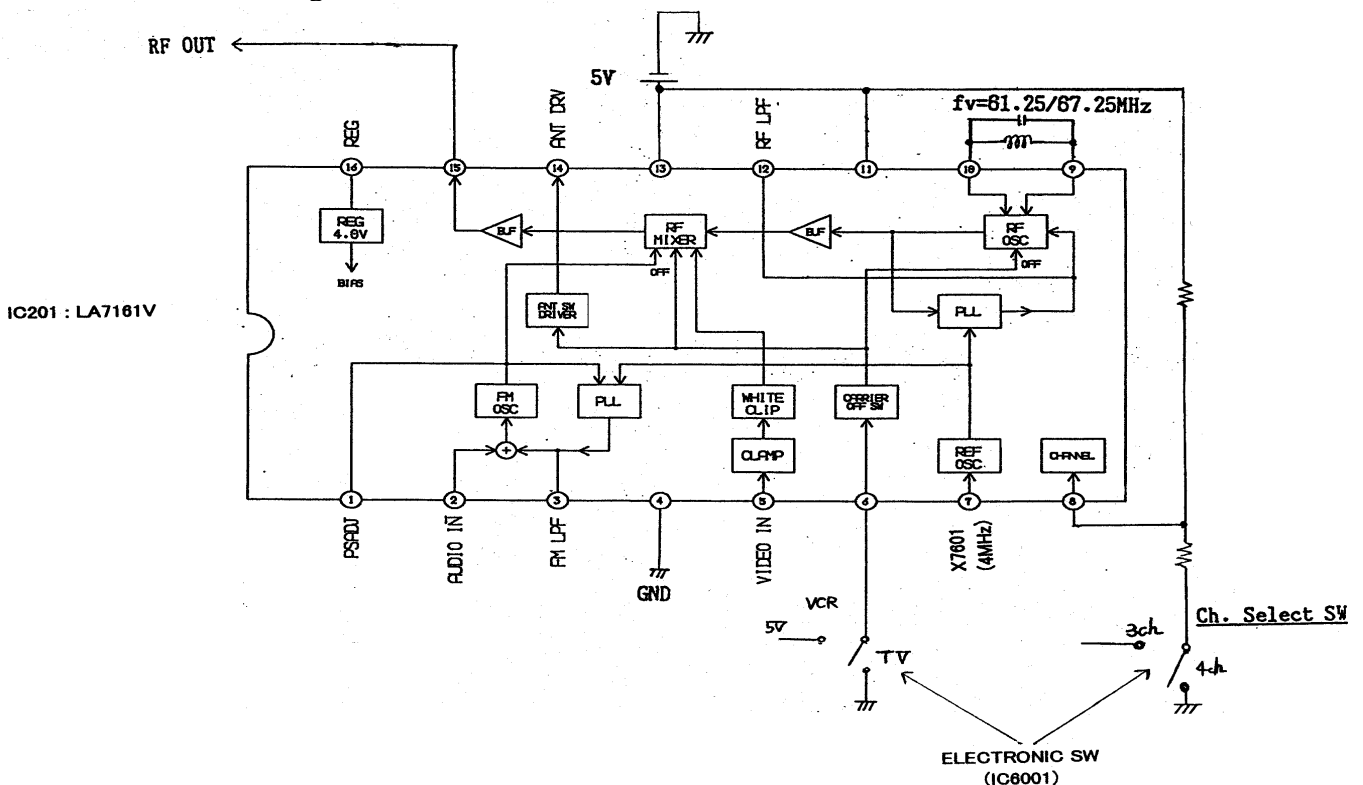 RF OUT
5V
fv=61.25/67.25MHz
REG
ANT DRV
RF LPF
16
15
14
13
12
11
10
9
REG
4.8V
BIAS
BUF
RF
MIXER
OFF
BUF
RF
OSC
OFF
ANT SW
DRIVER
PLL
IC201 : LA7161V
FM
OSC
PLL
WHITE
CLIP
CARRIER
OFF SW
+
CLAMP
REF
OSC
CHANNEL
1
2
3
4
5
6
7
8
PSADJ
AUDIO IN
FM LPF
GND
VIDEO IN
X7601
(4MHz)
VCR
5V
TV
Ch. Select SW
3ch
4ch
ELECTRONIC SW
(IC6001)